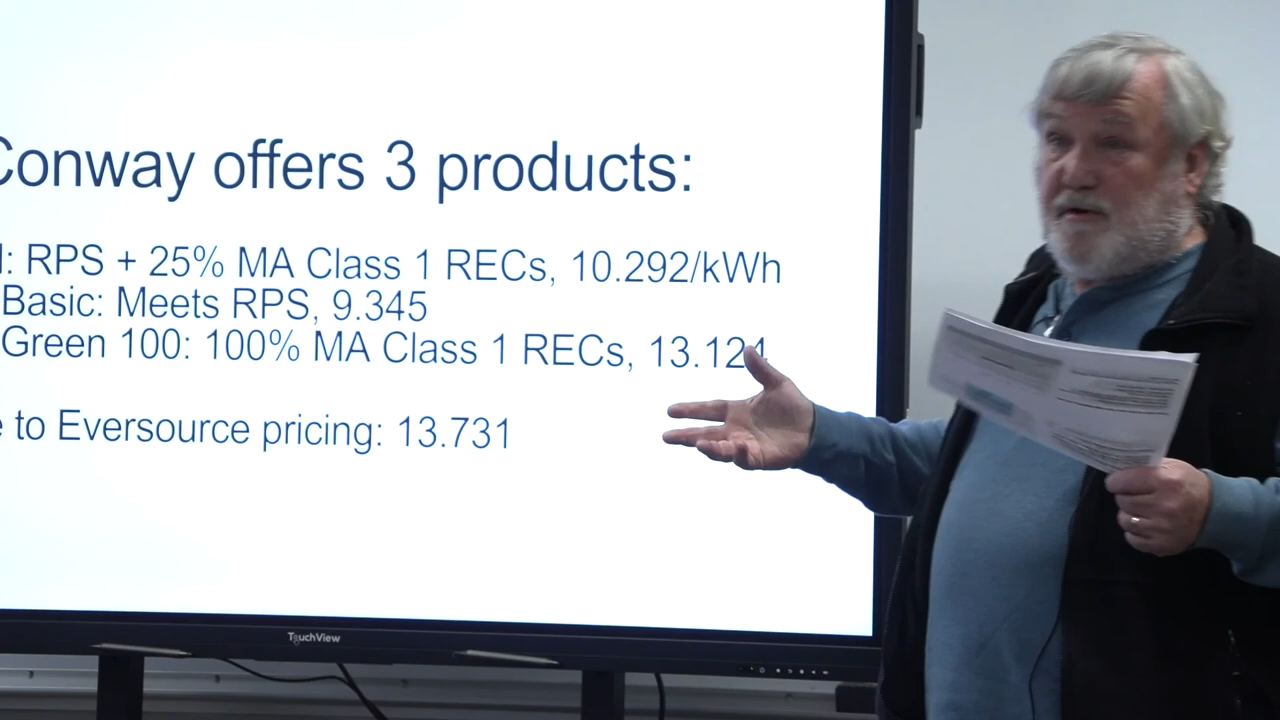 Conway offers 3 products:
: RPS + 25% MA Class 1 RECs, 10.292/kWh
Basic: Meets RPS, 9.345
Green 100: 100% MA Class 1 RECs, 13.124
to Eversource pricing: 13.731
TouchView